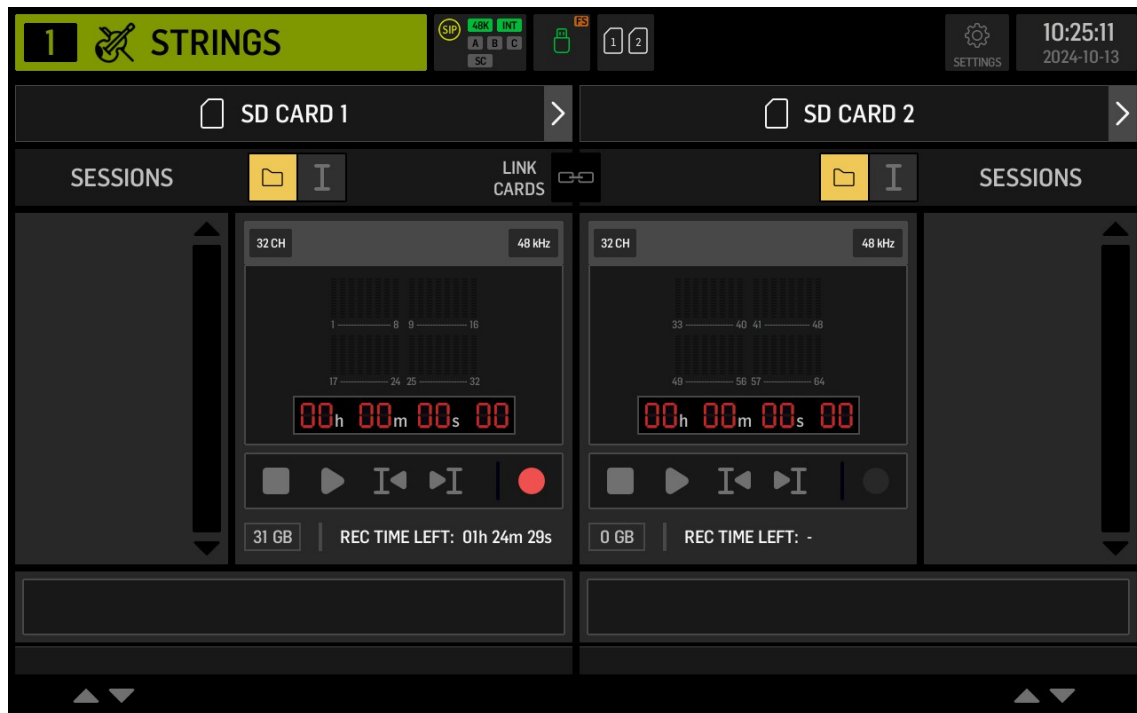 1 STRINGS SIP 48K INT FS 1 2 10:25:11
A B C
SC SETTINGS 2024-10-13
SD CARD 1 SD CARD 2
SESSIONS LINK CARDS SESSIONS
32 CH 48 kHz 32 CH 48 kHz
1 8 9 16 33 40 41 48
17 24 25 32 49 56 57 64
00h 00m 00s 00 00h 00m 00s 00
31 GB REC TIME LEFT: 01h 24m 29s 0 GB REC TIME LEFT: -